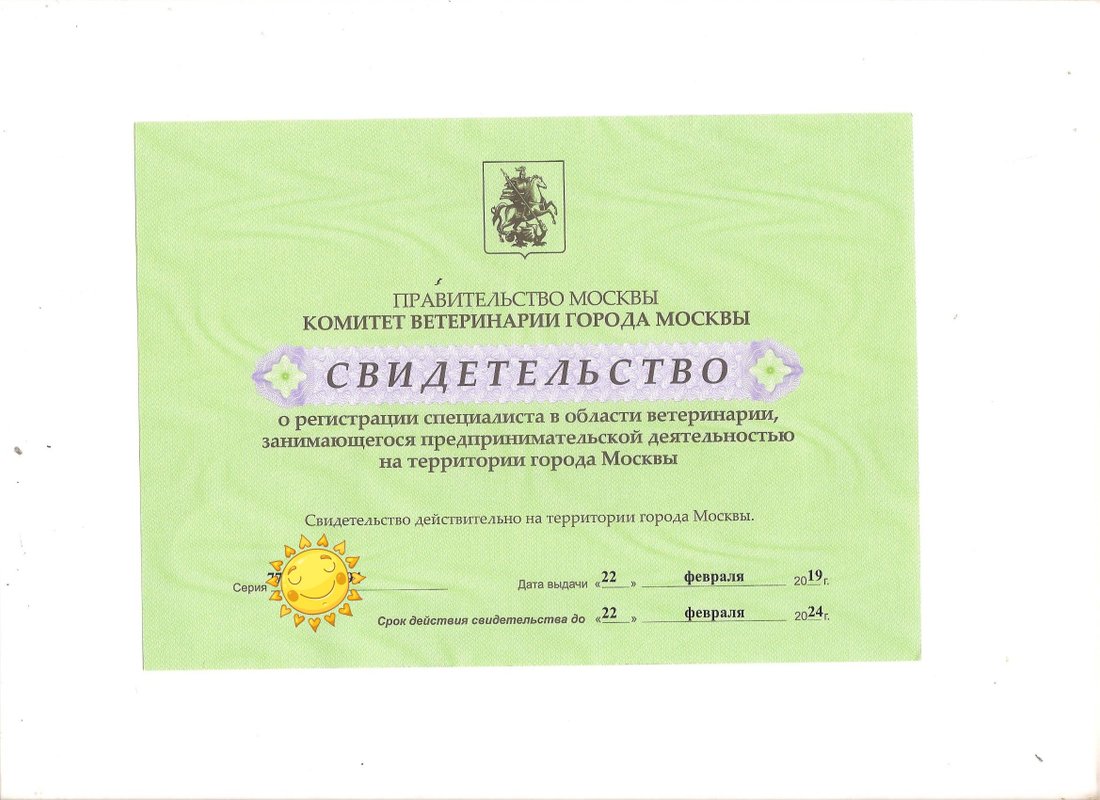 ПРАВИТЕЛЬСТВО МОСКВЫ
КОМИТЕТ ВЕТЕРИНАРИИ ГОРОДА МОСКВЫ
СВИДЕТЕЛЬСТВО
о регистрации специалиста в области ветеринарии,
занимающегося предпринимательской деятельностью
на территории города Москвы
Свидетельство действительно на территории города Москвы.
Серия 77 Дата выдачи «22» февраля 2019 г.
Срок действия свидетельства до «22» февраля 2024 г.